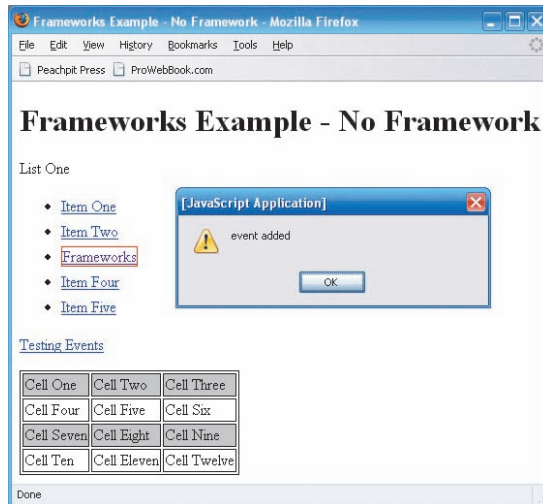 Frameworks Example - No Framework - Mozilla Firefox
File Edit View History Bookmarks Tools Help
Peachpit Press ProWebBook.com
Frameworks Example - No Framework
List One
Item One
Item Two
Frameworks
Item Four
Item Five
[JavaScript Application]
event added
OK
Testing Events
Cell One Cell Two Cell Three
Cell Four Cell Five Cell Six
Cell Seven Cell Eight Cell Nine
Cell Ten Cell Eleven Cell Twelve
Done